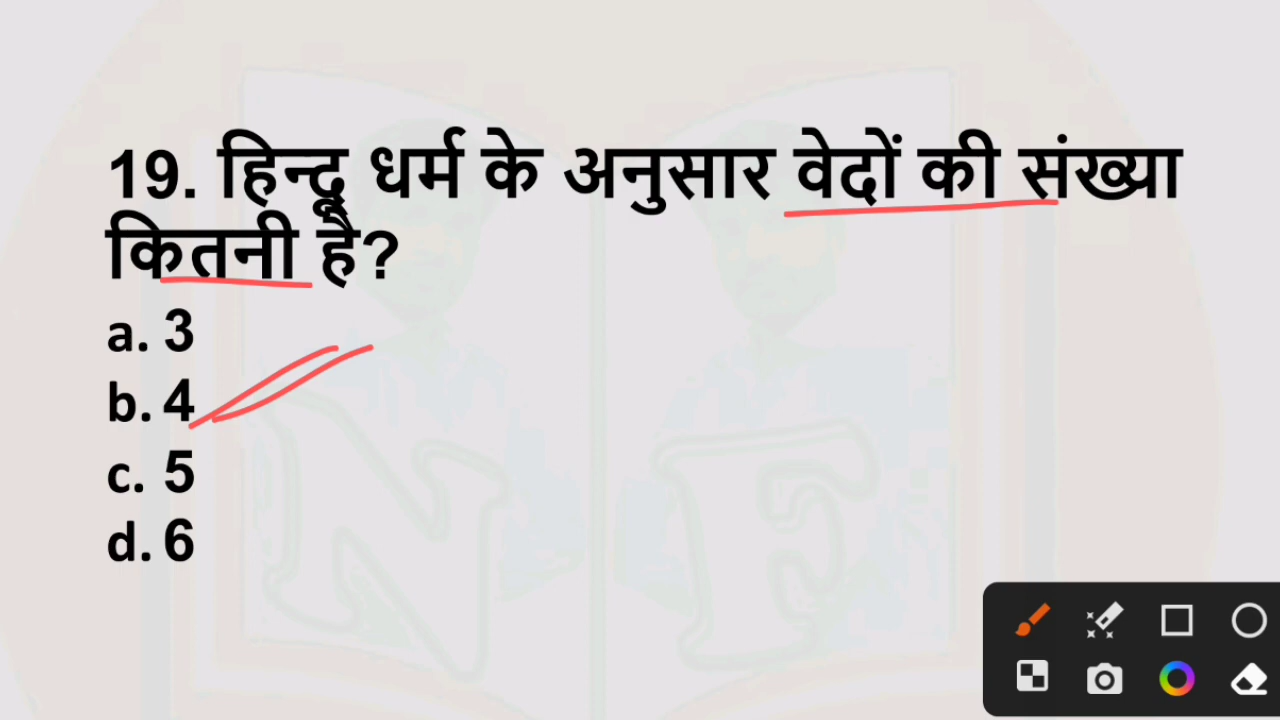 19. हिन्दू धर्म के अनुसार वेदों की संख्या
कितनी है?
a. 3
b. 4
c. 5
d. 6
N F